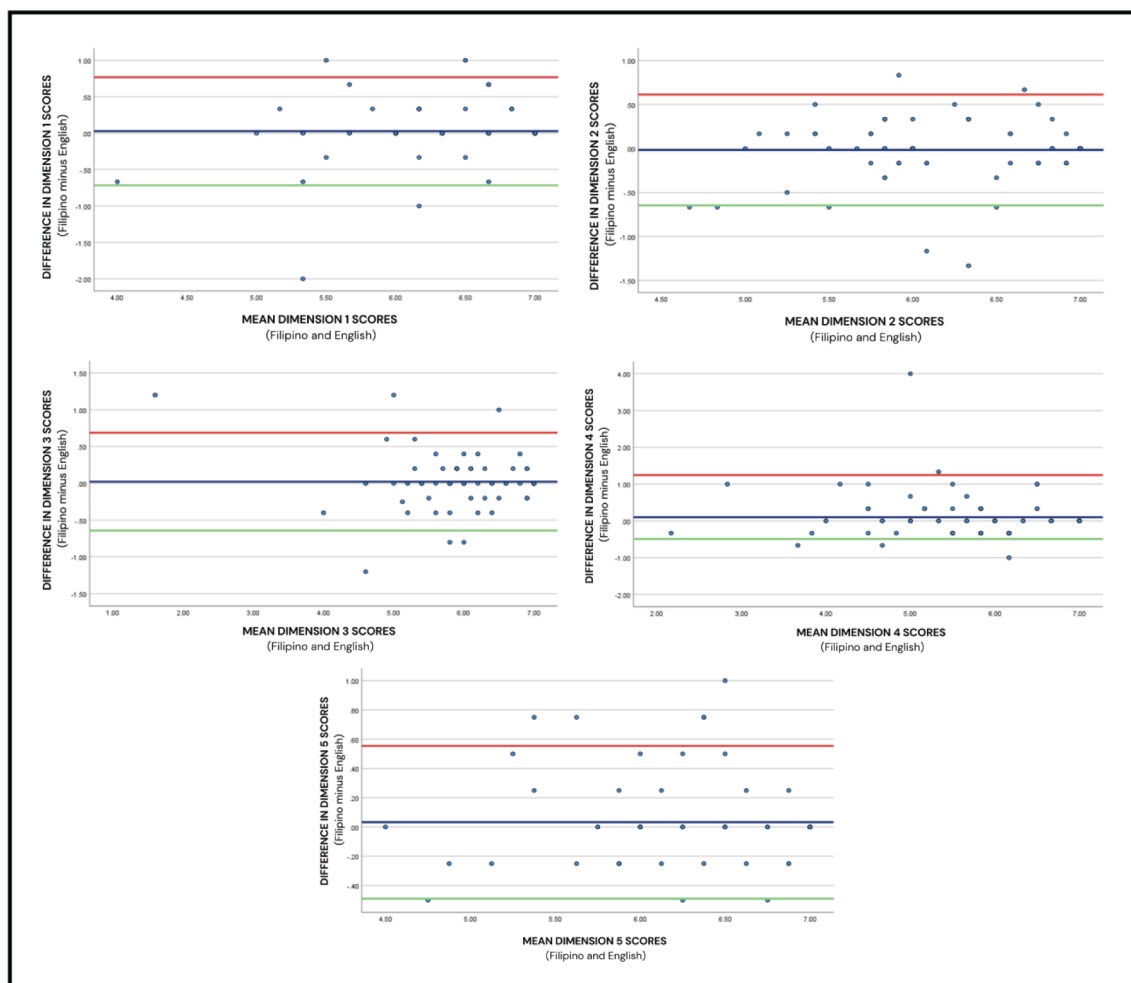 DIFFERENCE IN DIMENSION 1 SCORES
(Filipino minus English)
1.00
.50
.00
-.50
-1.00
-1.50
-2.00
4.00 4.50 5.00 5.50 6.00 6.50 7.00
MEAN DIMENSION 1 SCORES
(Filipino and English)
DIFFERENCE IN DIMENSION 2 SCORES
(Filipino minus English)
1.00
.50
.00
-.50
-1.00
-1.50
4.50 5.00 5.50 6.00 6.50 7.00
MEAN DIMENSION 2 SCORES
(Filipino and English)
DIFFERENCE IN DIMENSION 3 SCORES
(Filipino minus English)
1.50
1.00
.50
.00
-.50
-1.00
-1.50
1.00 2.00 3.00 4.00 5.00 6.00 7.00
MEAN DIMENSION 3 SCORES
(Filipino and English)
DIFFERENCE IN DIMENSION 4 SCORES
(Filipino minus English)
4.00
3.00
2.00
1.00
.00
-1.00
-2.00
2.00 3.00 4.00 5.00 6.00 7.00
MEAN DIMENSION 4 SCORES
(Filipino and English)
DIFFERENCE IN DIMENSION 5 SCORES
(Filipino minus English)
1.00
.80
.60
.40
.20
.00
-.20
-.40
4.50 5.00 5.50 6.00 6.50 7.00
MEAN DIMENSION 5 SCORES
(Filipino and English)